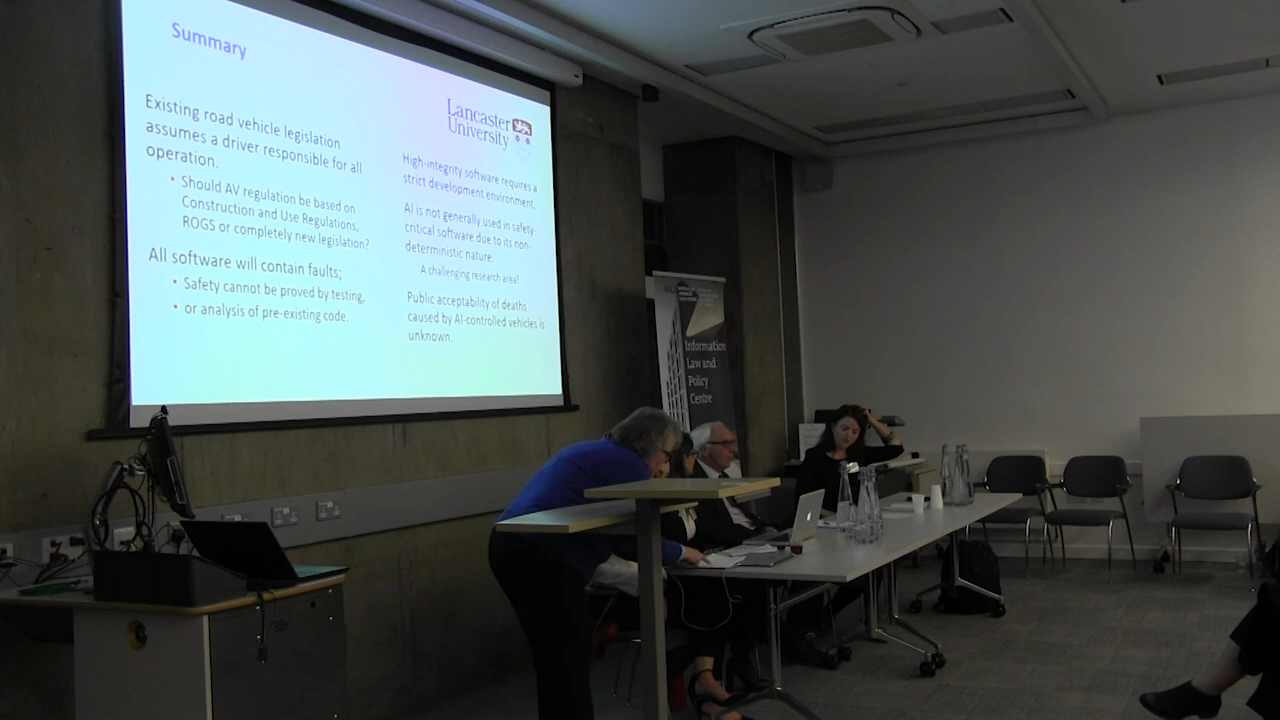 Summary
Existing road vehicle legislation
assumes a driver responsible for all
operation.
• Should AV regulation be based on
Construction and Use Regulations,
ROGS or completely new legislation?
All software will contain faults;
• Safety cannot be proved by testing,
• or analysis of pre-existing code.
Lancaster
University
High-integrity software requires a
strict development environment.
AI is not generally used in safety-
critical software due to its non-
deterministic nature.
A challenging research area!
Public acceptability of deaths
caused by AI-controlled vehicles is
unknown.
Information
Law and
Policy
Centre